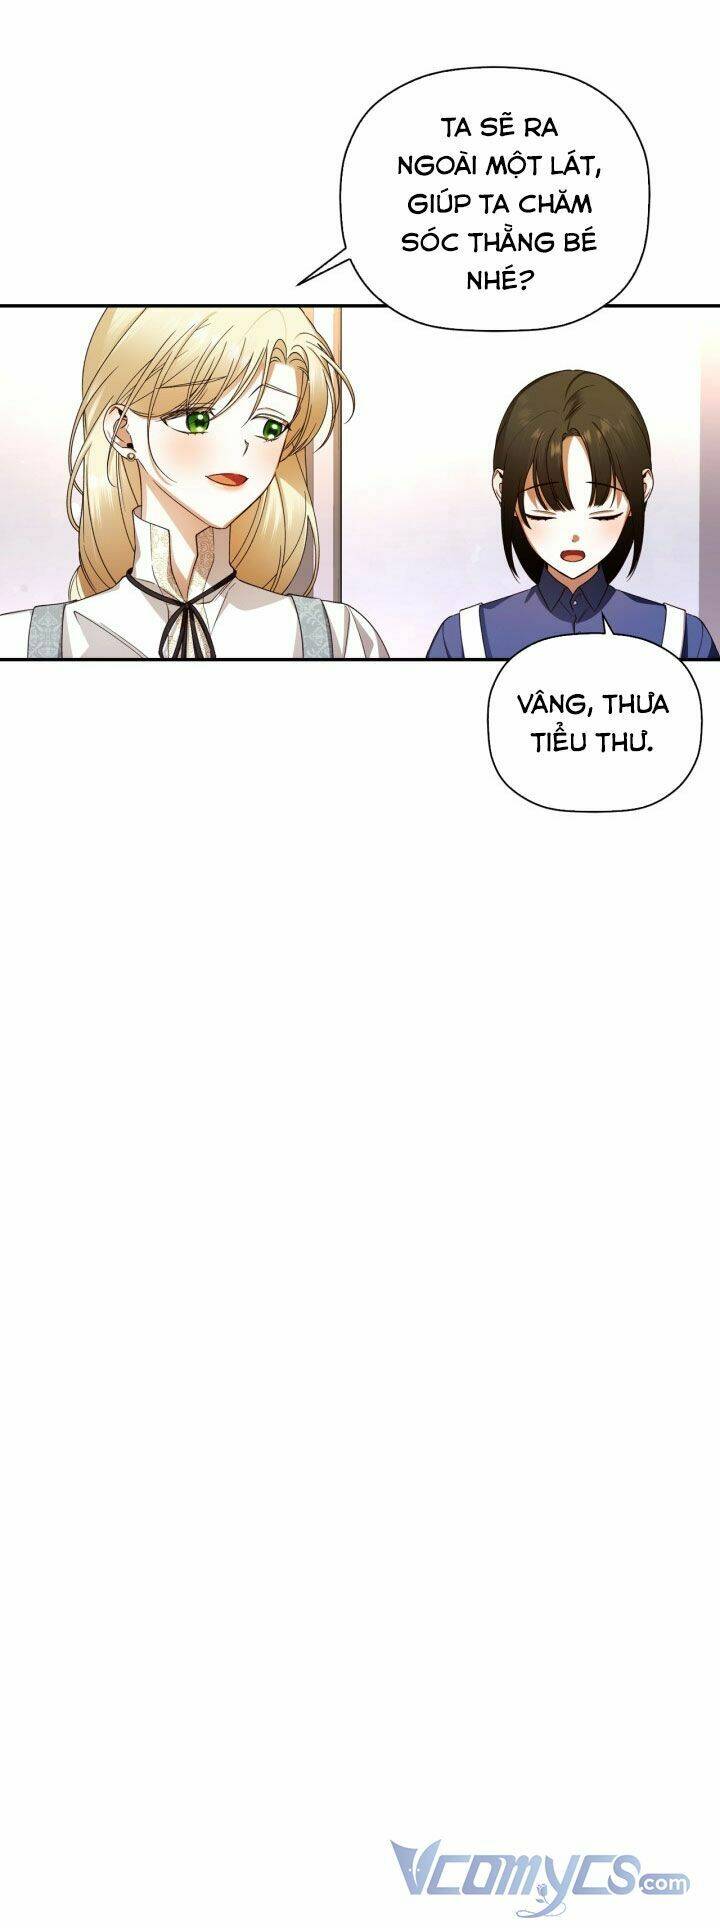 TA SẼ RA
NGOÀI MỘT LÁT,
GIÚP TA CHĂM
SÓC THẰNG BÉ
NHÉ?
VÂNG, THƯA
TIỂU THƯ.
VCOMYCS.com